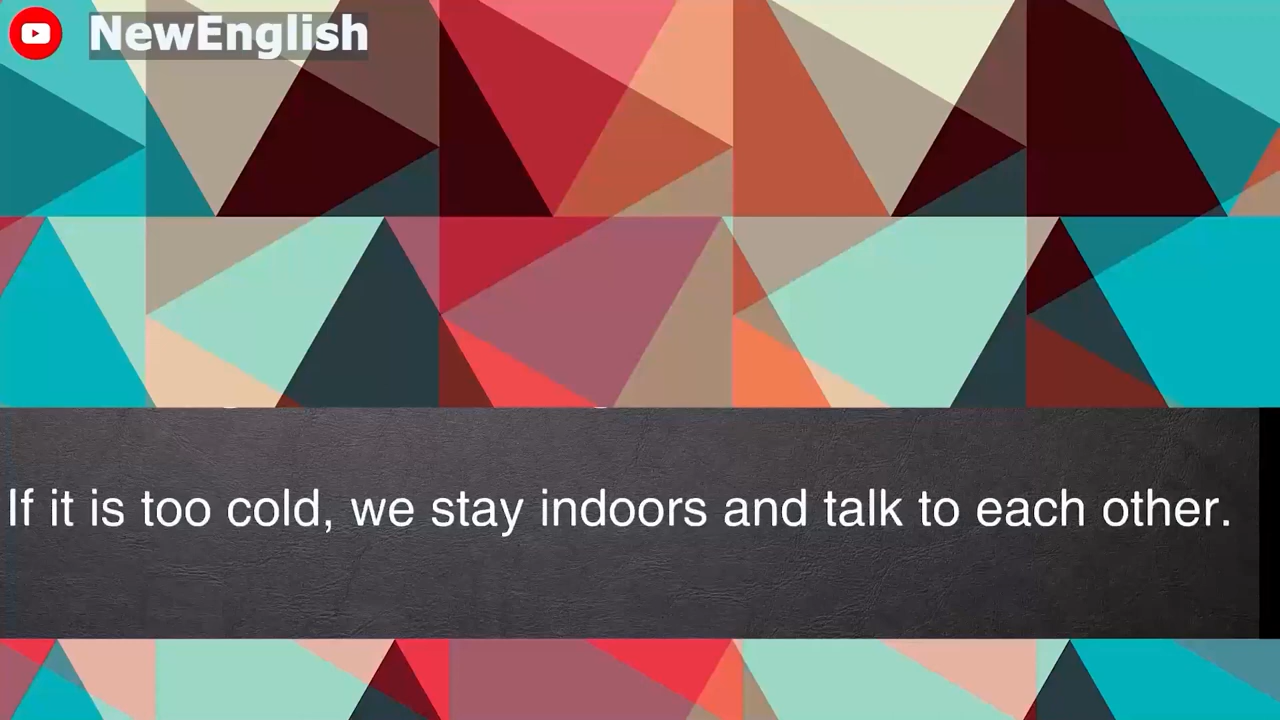 NewEnglish
If it is too cold, we stay indoors and talk to each other.